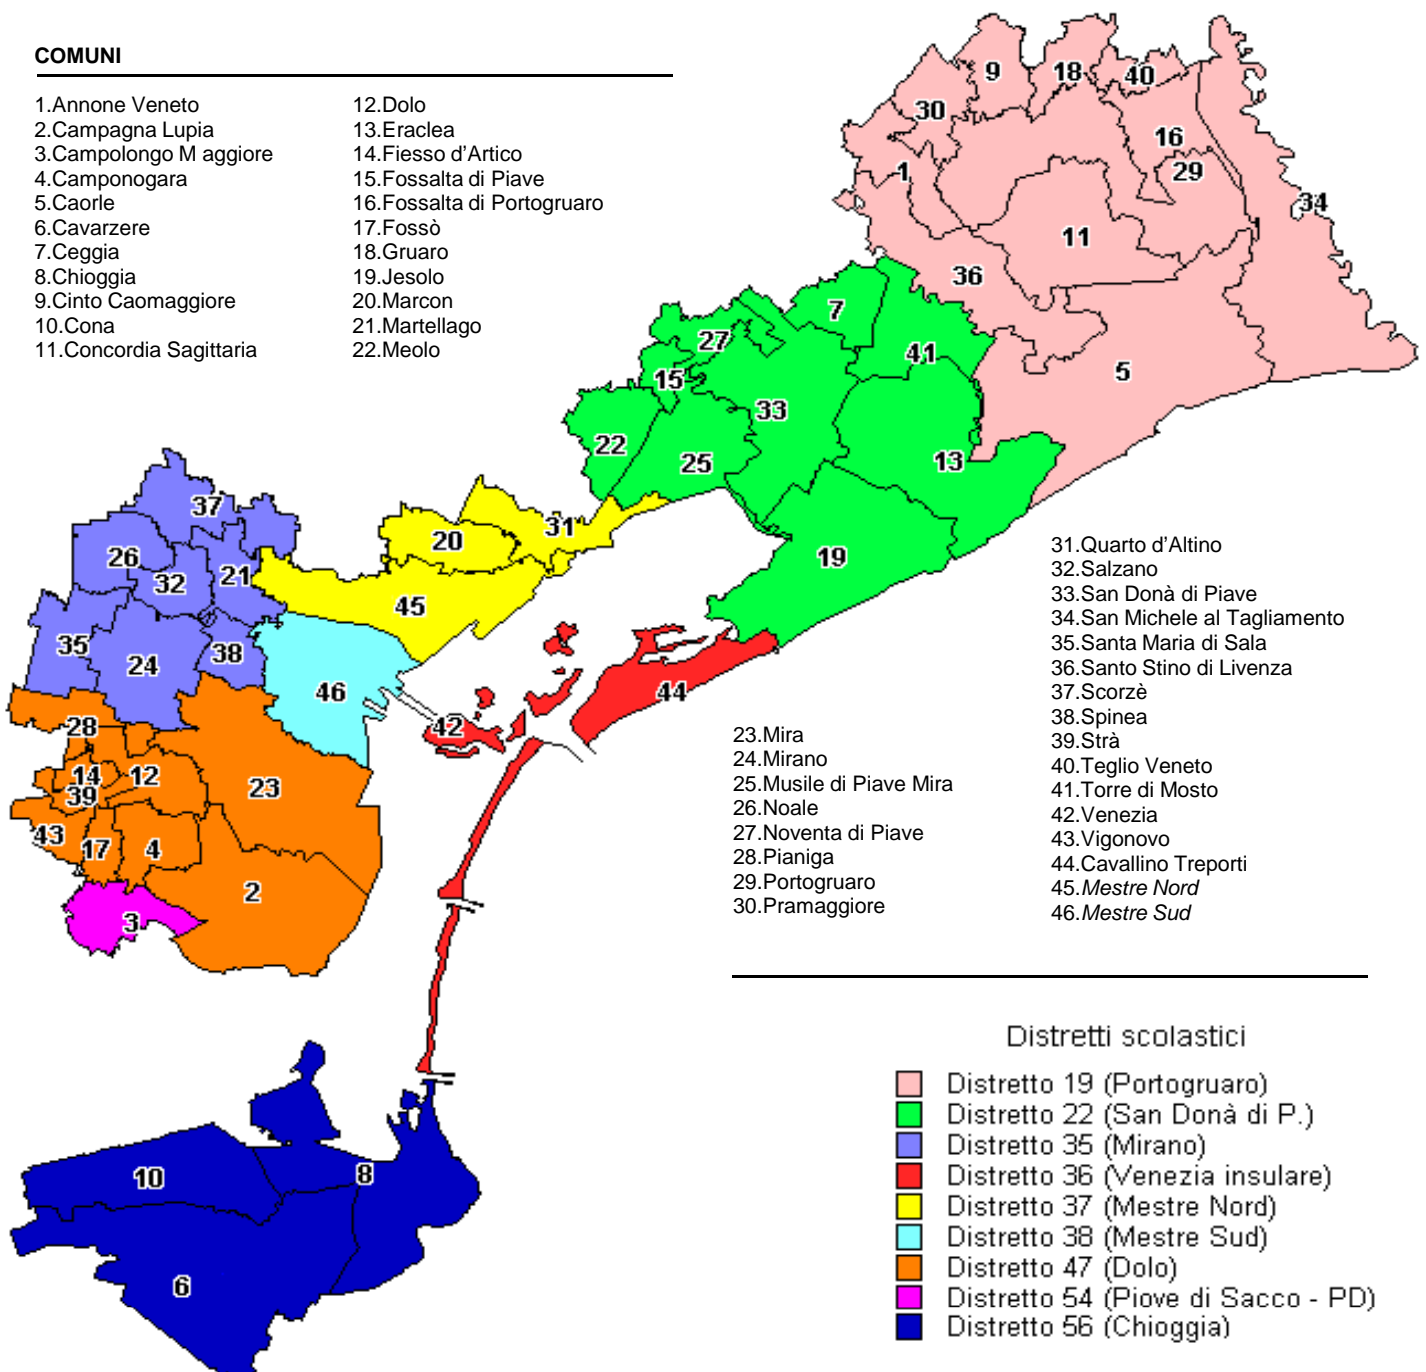 COMUNI
1.Annone Veneto
2.Campagna Lupia
3.Campolongo M aggiore
4.Camponogara
5.Caorle
6.Cavarzere
7.Ceggia
8.Chioggia
9.Cinto Caomaggiore
10.Cona
11.Concordia Sagittaria
12.Dolo
13.Eraclea
14.Fiesso d'Artico
15.Fossalta di Piave
16.Fossalta di Portogruaro
17.Fossò
18.Gruaro
19.Jesolo
20.Marcon
21.Martellago
22.Meolo
9
18
40
30
16
1
29
34
11
36
7
27
41
15
5
33
22
25
13
37
31
20
26
32
21
19
45
35
38
24
46
44
42
28
14
12
39
23
43
17
4
2
3
10
8
6
23.Mira
24.Mirano
25.Musile di Piave Mira
26.Noale
27.Noventa di Piave
28.Pianiga
29.Portogruaro
30.Pramaggiore
31.Quarto d'Altino
32.Salzano
33.San Donà di Piave
34.San Michele al Tagliamento
35.Santa Maria di Sala
36.Santo Stino di Livenza
37.Scorzè
38.Spinea
39.Strà
40.Teglio Veneto
41.Torre di Mosto
42.Venezia
43.Vigonovo
44.Cavallino Treporti
45.Mestre Nord
46.Mestre Sud
Distretti scolastici
Distretto 19 (Portogruaro)
Distretto 22 (San Donà di P.)
Distretto 35 (Mirano)
Distretto 36 (Venezia insulare)
Distretto 37 (Mestre Nord)
Distretto 38 (Mestre Sud)
Distretto 47 (Dolo)
Distretto 54 (Piove di Sacco - PD)
Distretto 56 (Chioggia)